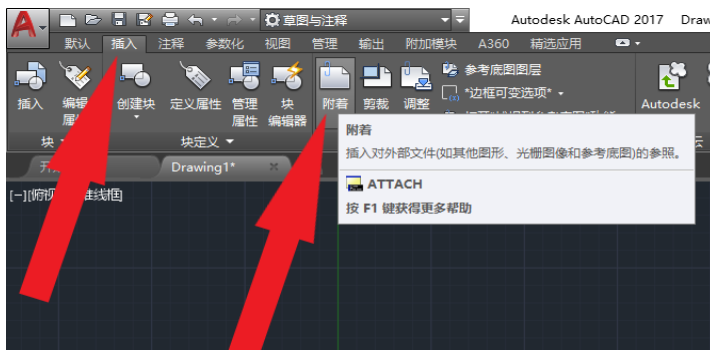 草图与注释
Autodesk AutoCAD 2017 Draw
默认 插入 注释 参数化 视图 管理 输出 附加模块 A360 精选应用
参考底图图层
*边框可变选项*
插入 编辑 创建块 定义属性 管理 块 附着 剪裁 调整 Autodesk
属性 编辑器
块 块定义
附着
插入对外部文件(如其他图形、光栅图像和参考底图)的参照。
ATTACH
按 F1 键获得更多帮助
Drawing1*
[-][俯视 线框]